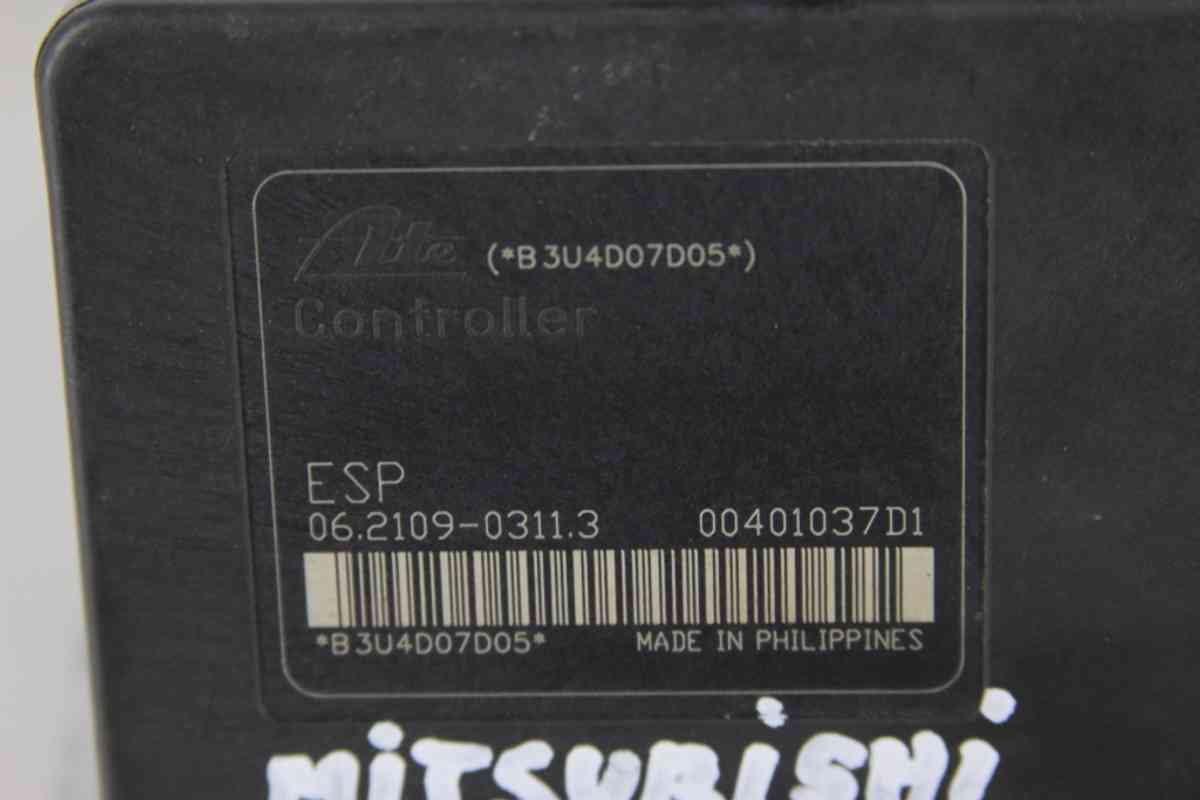 Ate (*B3U4D07D05*)
Controller
ESP
06.2109-0311.3 00401037D1
*B3U4D07D05* MADE IN PHILIPPINES
MiTSUBiSHi